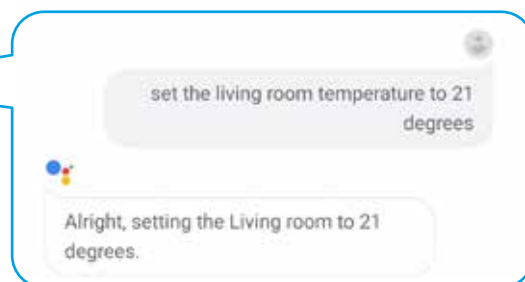 set the living room temperature to 21
degrees
Alright, setting the Living room to 21
degrees.